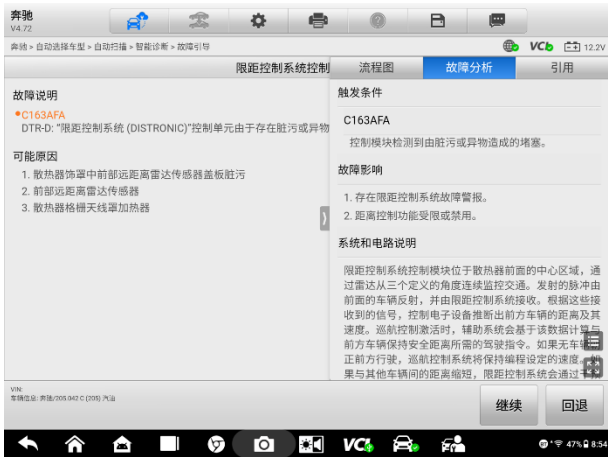 奔驰
V4.72
奔驰 > 自动选择车型 > 自动扫描 > 智能诊断 > 故障引导
VCI
12.2V
限距控制系统控制
流程图
故障分析
引用
故障说明
C163AFA
DTR-D: "限距控制系统 (DISTRONIC)"控制单元由于存在脏污或异物
可能原因
1. 散热器饰罩中前部远距离雷达传感器盖板脏污
2. 前部远距离雷达传感器
3. 散热器格栅天线罩加热器
触发条件
C163AFA
控制模块检测到由脏污或异物造成的堵塞。
故障影响
1. 存在限距控制系统故障警报。
2. 距离控制功能受限或禁用。
系统和电路说明
限距控制系统控制模块位于散热器前面的中心区域，通
过雷达从三个定义的角度连续监控交通。发射的脉冲由
前面的车辆反射，并由限距控制系统接收。根据这些接
收到的信号，控制电子设备推断出前方车辆的距离及其
速度。巡航控制激活时，辅助系统会基于该数据计算与
前方车辆保持安全距离所需的驾驶指令。如果无车辆
正前方行驶，巡航控制系统将保持编程设定的速度。如
果与其他车辆间的距离缩短，限距控制系统会通过干预
VIN:
车辆信息: 奔驰/205.042 C (205) 汽油
继续
回退
VCI
47%
8:54